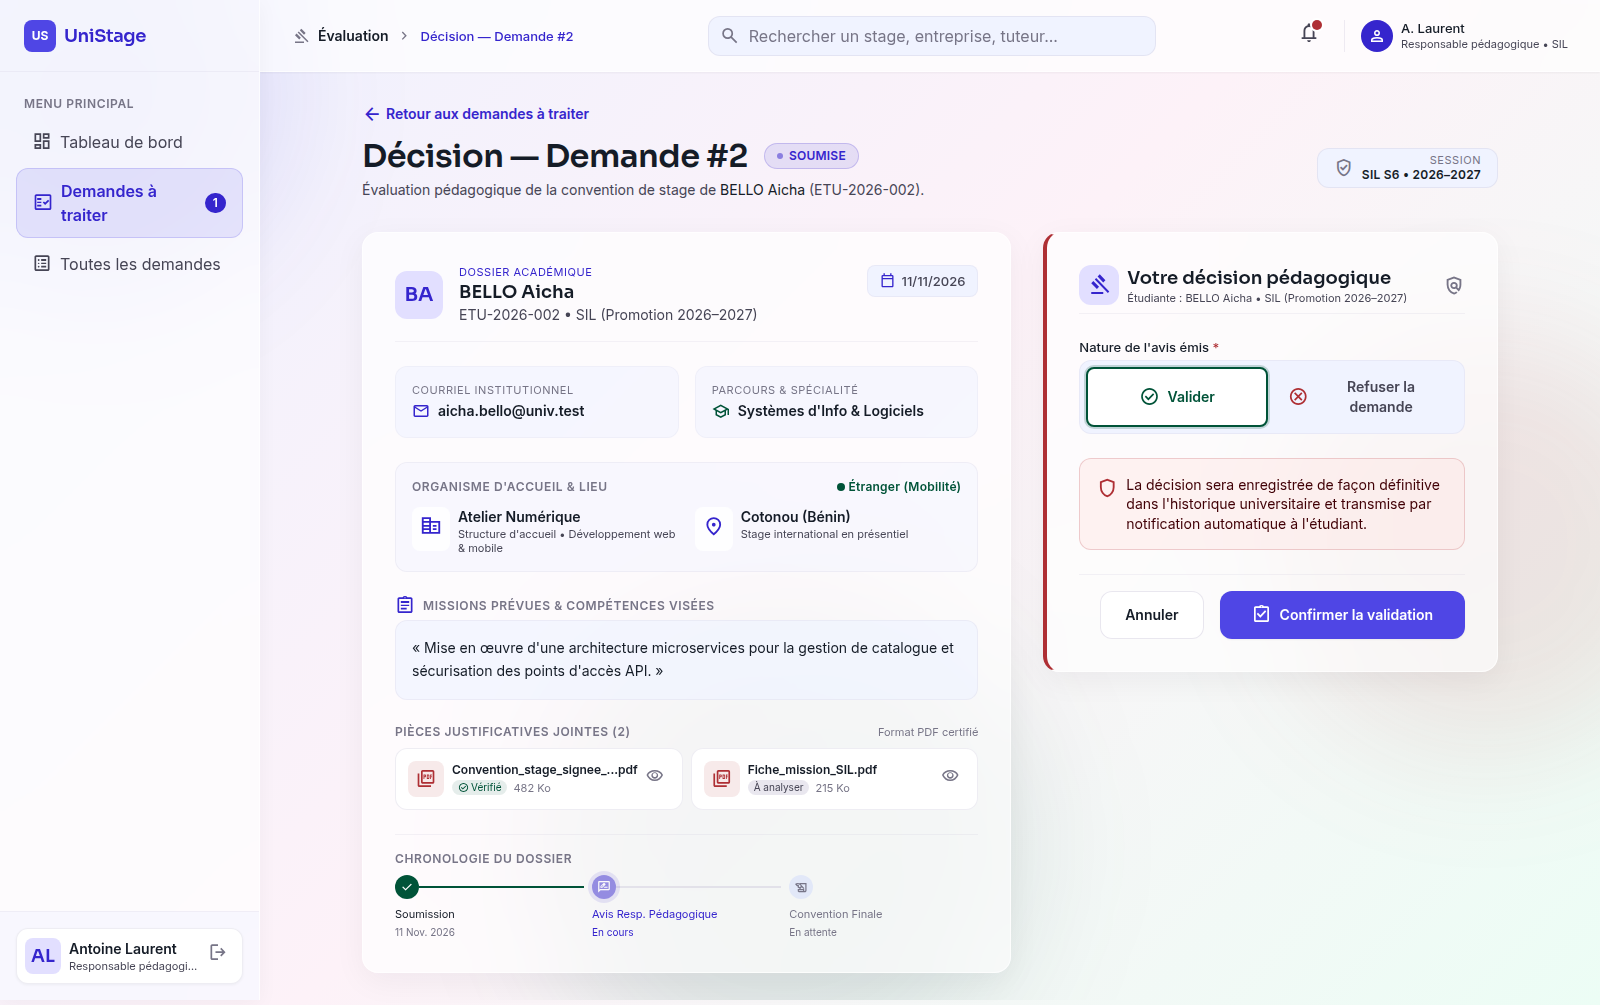 US UniStage
Évaluation > Décision — Demande #2
Rechercher un stage, entreprise, tuteur...
A. Laurent
Responsable pédagogique • SIL
MENU PRINCIPAL
Tableau de bord
Demandes à
traiter
1
Toutes les demandes
AL
Antoine Laurent
Responsable pédagogi...
Retour aux demandes à traiter
Décision — Demande #2
SOUMISE
Évaluation pédagogique de la convention de stage de BELLO Aicha (ETU-2026-002).
SESSION
SIL S6 • 2026–2027
BA
DOSSIER ACADÉMIQUE
BELLO Aicha
ETU-2026-002 • SIL (Promotion 2026–2027)
11/11/2026
COURRIEL INSTITUTIONNEL
aicha.bello@univ.test
PARCOURS & SPÉCIALITÉ
Systèmes d'Info & Logiciels
ORGANISME D'ACCUEIL & LIEU
Étranger (Mobilité)
Atelier Numérique
Structure d'accueil • Développement web
& mobile
Cotonou (Bénin)
Stage international en présentiel
MISSIONS PRÉVUES & COMPÉTENCES VISÉES
« Mise en œuvre d'une architecture microservices pour la gestion de catalogue et
sécurisation des points d'accès API. »
PIÈCES JUSTIFICATIVES JOINTES (2)
Format PDF certifié
PDF
Convention_stage_signee_...pdf
Vérifié 482 Ko
PDF
Fiche_mission_SIL.pdf
À analyser 215 Ko
CHRONOLOGIE DU DOSSIER
Soumission
11 Nov. 2026
Avis Resp. Pédagogique
En cours
Convention Finale
En attente
Votre décision pédagogique
Étudiante : BELLO Aicha • SIL (Promotion 2026–2027)
Nature de l'avis émis *
Valider
Refuser la
demande
La décision sera enregistrée de façon définitive
dans l'historique universitaire et transmise par
notification automatique à l'étudiant.
Annuler
Confirmer la validation